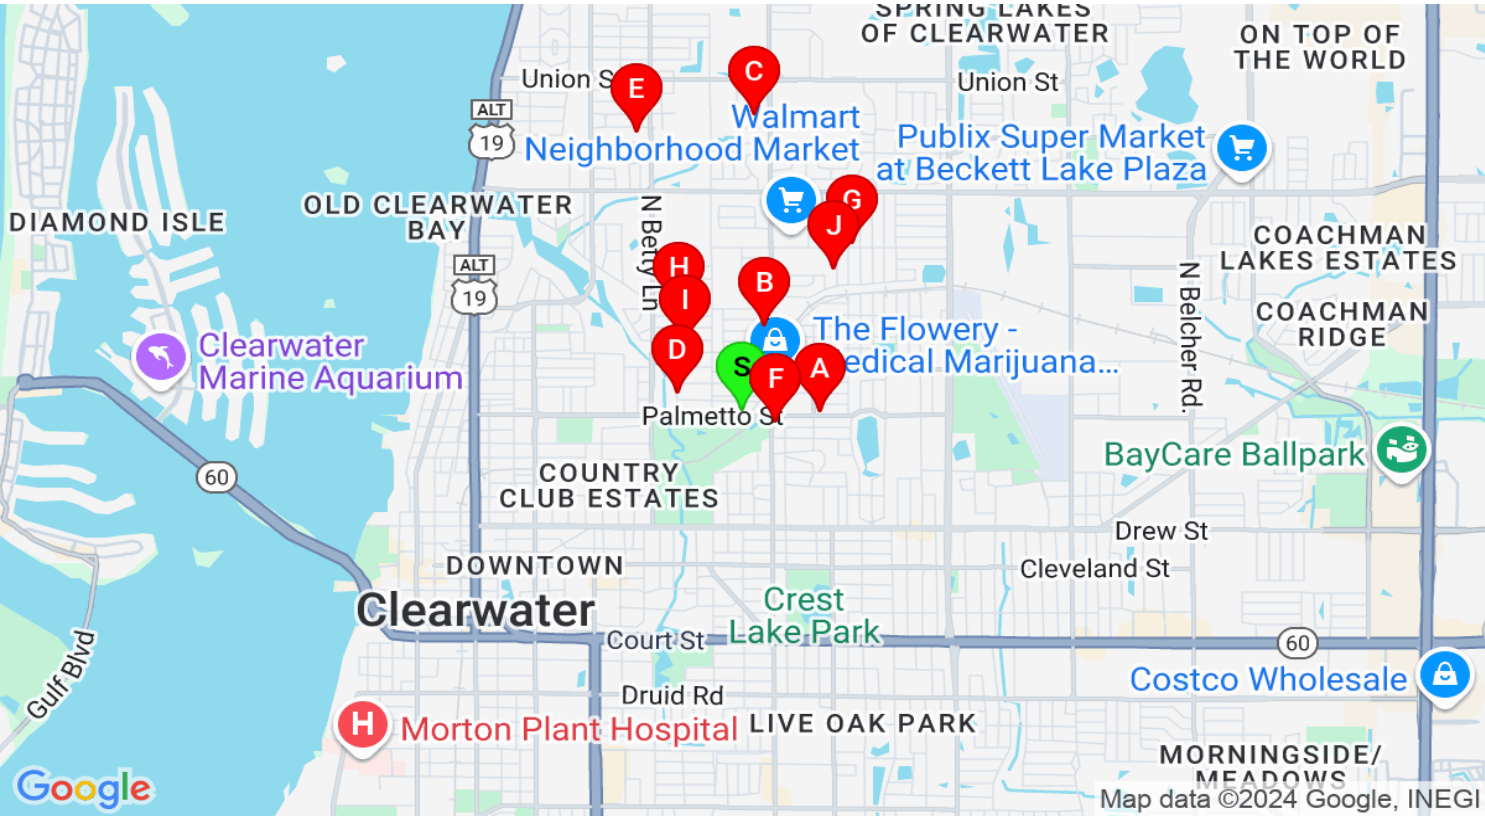 SPRING LAKES
OF CLEARWATER
ON TOP OF
THE WORLD
Union S
E
C
Union St
ALT
19
Walmart
Neighborhood Market
Publix Super Market
at Beckett Lake Plaza
DIAMOND ISLE
OLD CLEARWATER
BAY
N Betty Ln
G
J
COACHMAN
LAKES ESTATES
ALT
19
H
I
B
N Belcher Rd.
COACHMAN
RIDGE
Clearwater
Marine Aquarium
D
S
F
A
The Flowery -
edical Marijuana...
Palmetto St
BayCare Ballpark
60
COUNTRY
CLUB ESTATES
Drew St
DOWNTOWN
Cleveland St
Clearwater
Crest
Lake Park
Court St
60
Gulf Blvd
Druid Rd
Costco Wholesale
H
Morton Plant Hospital
LIVE OAK PARK
MORNINGSIDE/
MEADOWS
Google
Map data ©2024 Google, INEGI